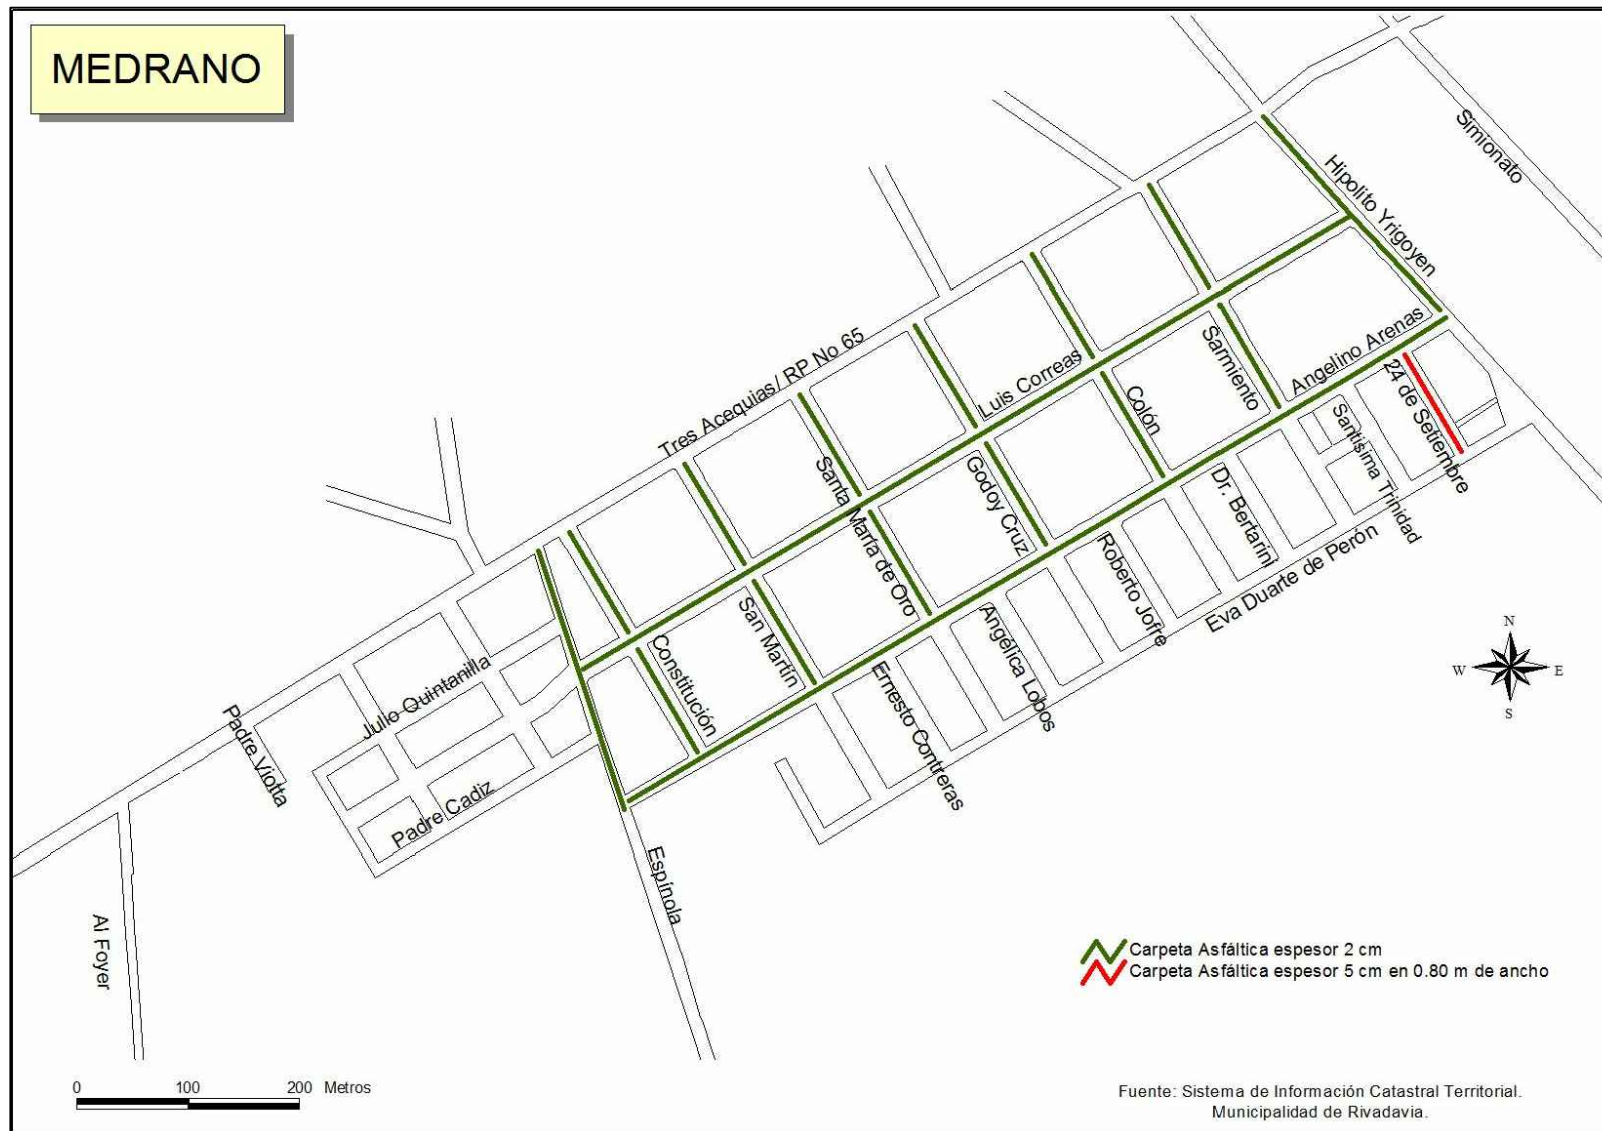 MEDRANO
Simionato
Hipolito Yrigoyen
Tres Acequias/ RP No 65
Luis Correas
Sarmiento
Angelino Arenas
24 de Setiembre
Colón
Santa María de Oro
Godoy Cruz
Santisima Trinidad
Dr. Bertarini
Roberto Jofre
Eva Duarte de Perón
San Martín
Angélica Lobos
Constitución
Ernesto Contreras
Julio Quintanilla
Padre Viotta
Padre Cadiz
Espínola
Al Foyer
N
W
E
S
Carpeta Asfáltica espesor 2 cm
Carpeta Asfáltica espesor 5 cm en 0.80 m de ancho
0 100 200 Metros
Fuente: Sistema de Información Catastral Territorial.
Municipalidad de Rivadavia.